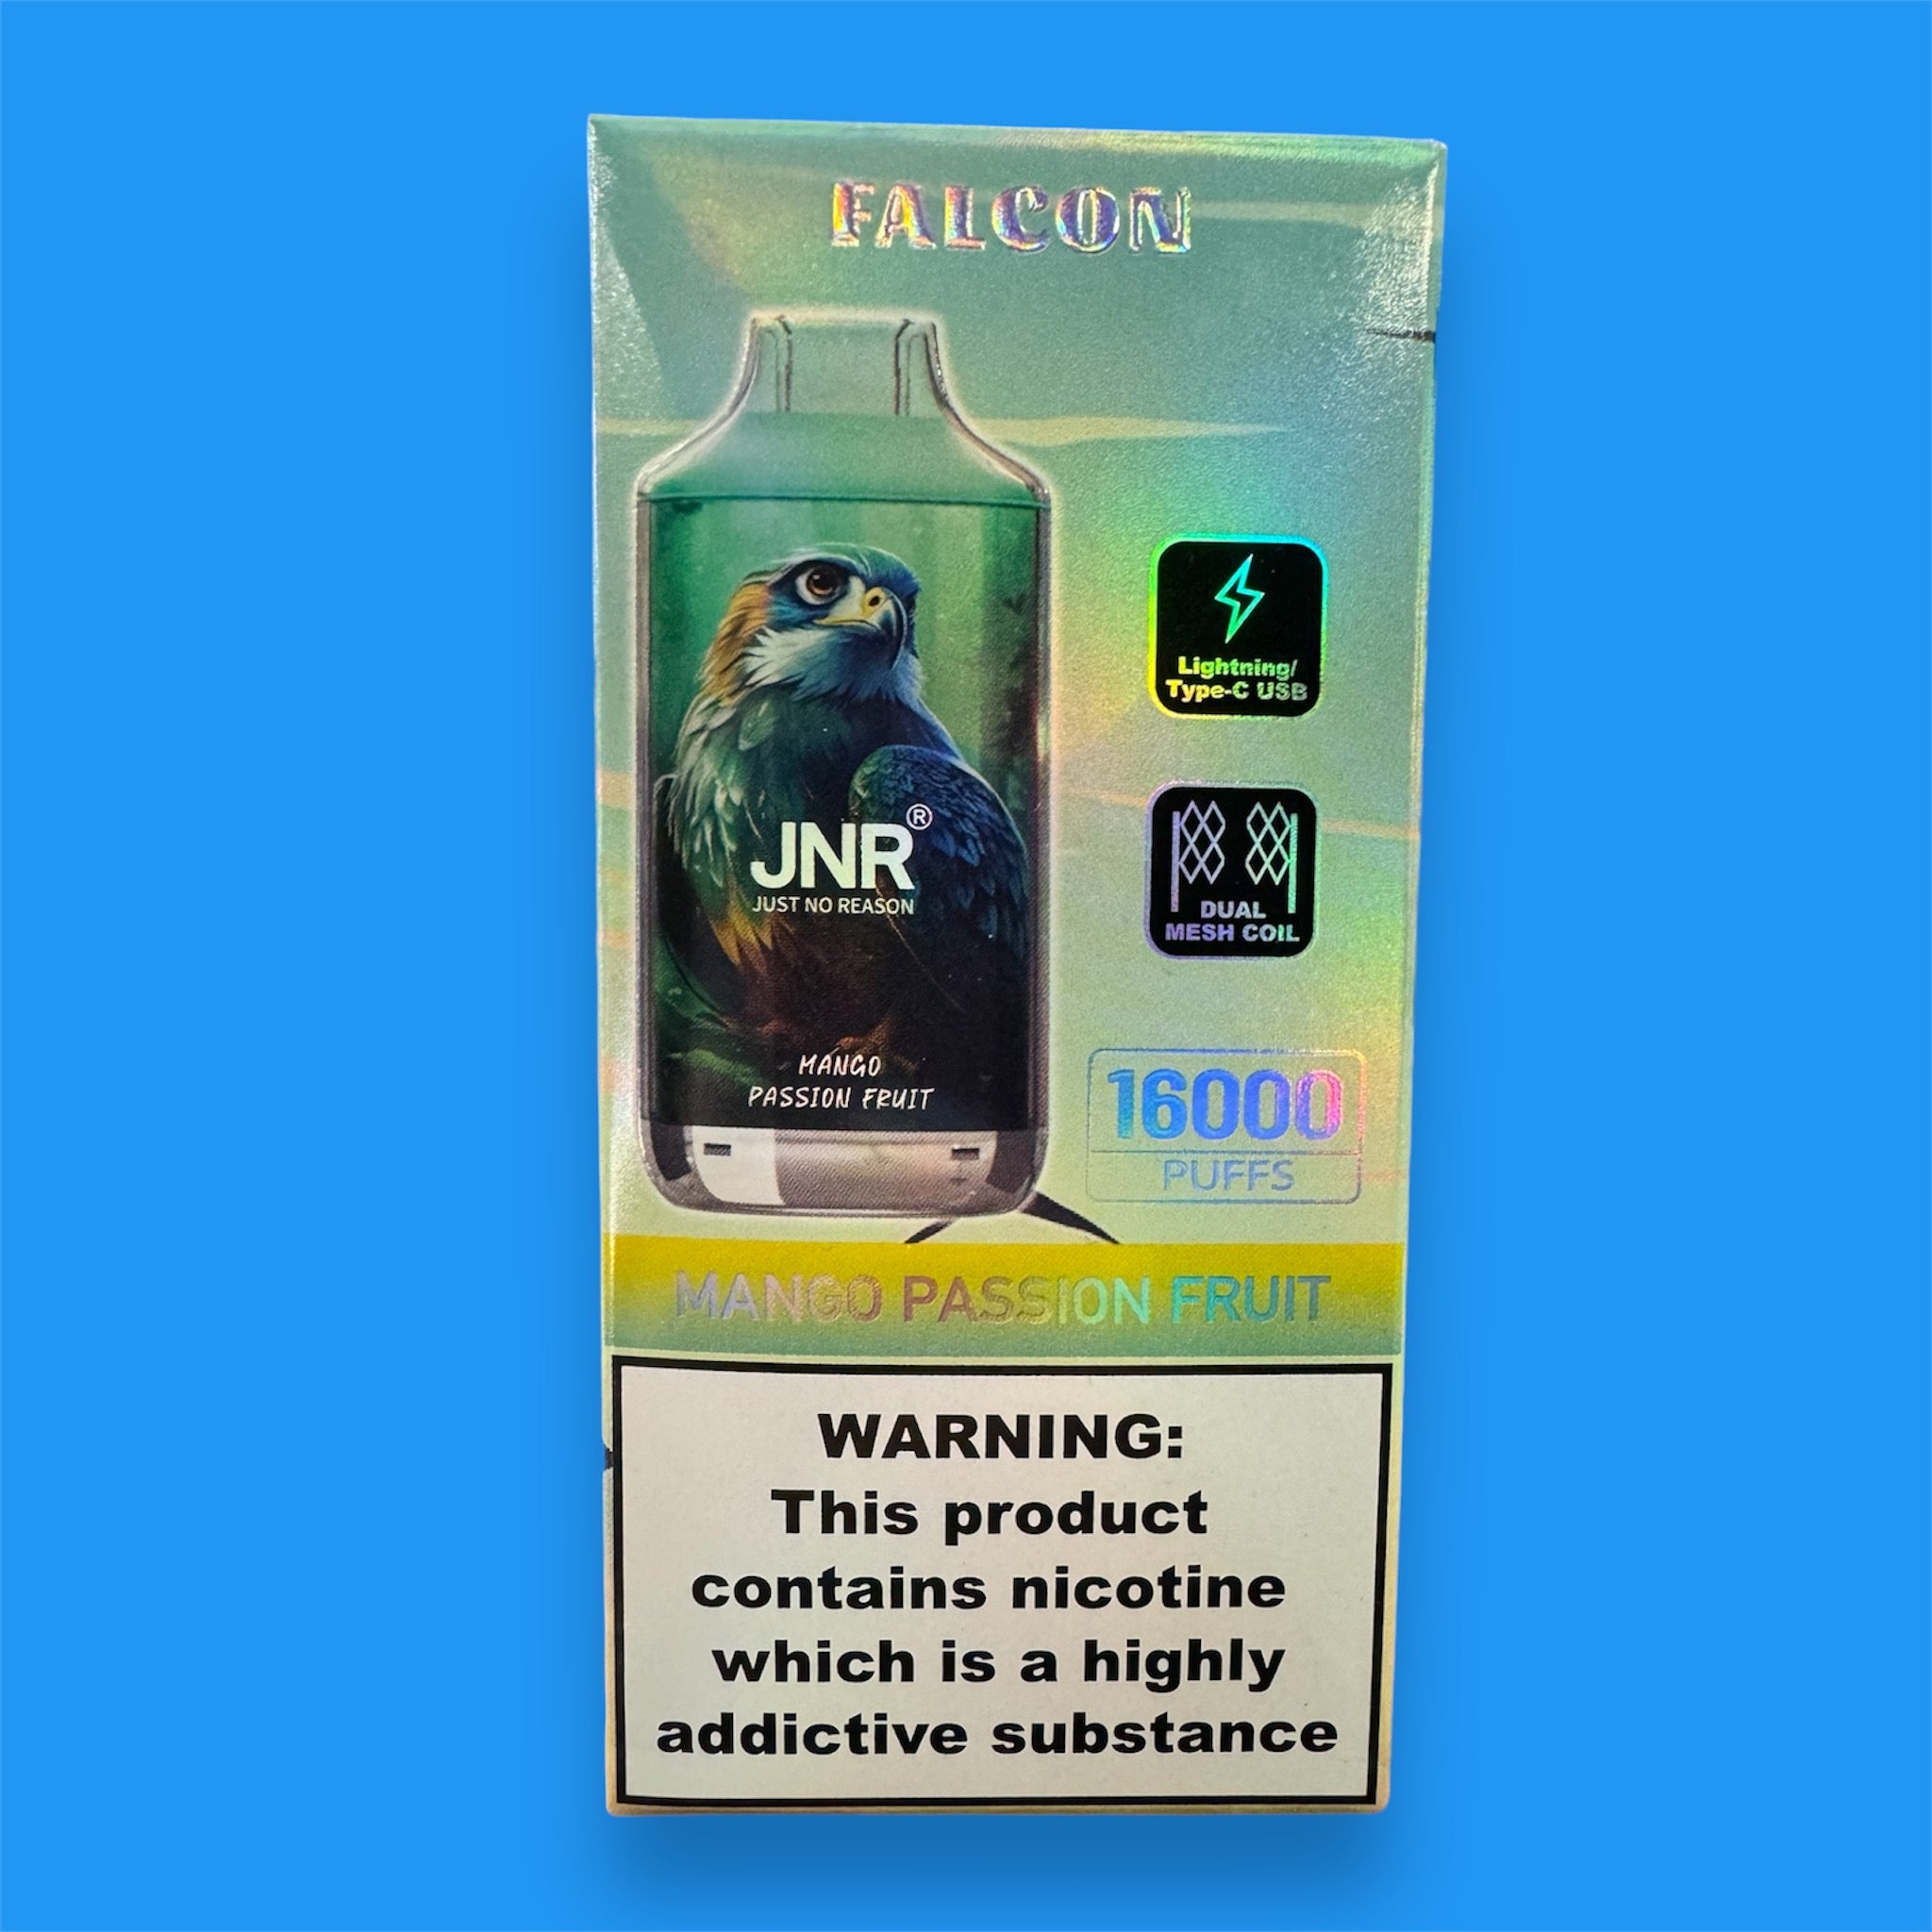 FALCON
Lightning/
Type-C USB
JNR®
JUST NO REASON
DUAL
MESH COIL
MANGO
PASSION FRUIT
16000
PUFFS
MANGO PASSION FRUIT
WARNING:
This product
contains nicotine
which is a highly
addictive substance